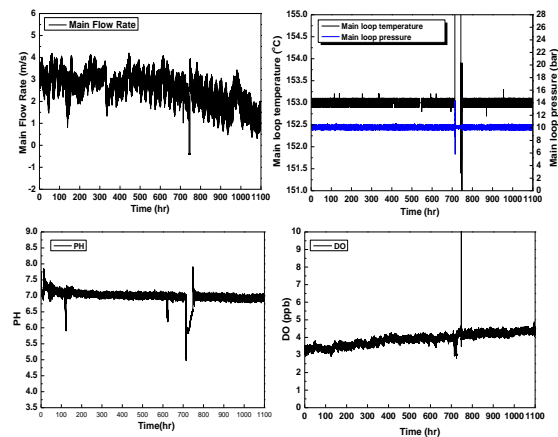 Main Flow Rate (m/s)
6
5
4
3
2
1
0
-1
-2
Main Flow Rate
0 100 200 300 400 500 600 700 800 900 1000 1100
Time (hr)
Main loop temperature (°C)
155.0
154.5
154.0
153.5
153.0
152.5
152.0
151.5
151.0
Main loop temperature
Main loop pressure
28
26
24
22
20
18
16
14
12
10
8
6
4
2
0
Main loop pressure (bar)
0 100 200 300 400 500 600 700 800 900 1000 1100
Time (hr)
PH
9.0
8.5
8.0
7.5
7.0
6.5
6.0
5.5
5.0
4.5
4.0
3.5
PH
0 100 200 300 400 500 600 700 800 900 1000 1100
Time(hr)
DO (ppb)
10
8
6
4
2
0
DO
0 100 200 300 400 500 600 700 800 900 1000 1100
Time (hr)